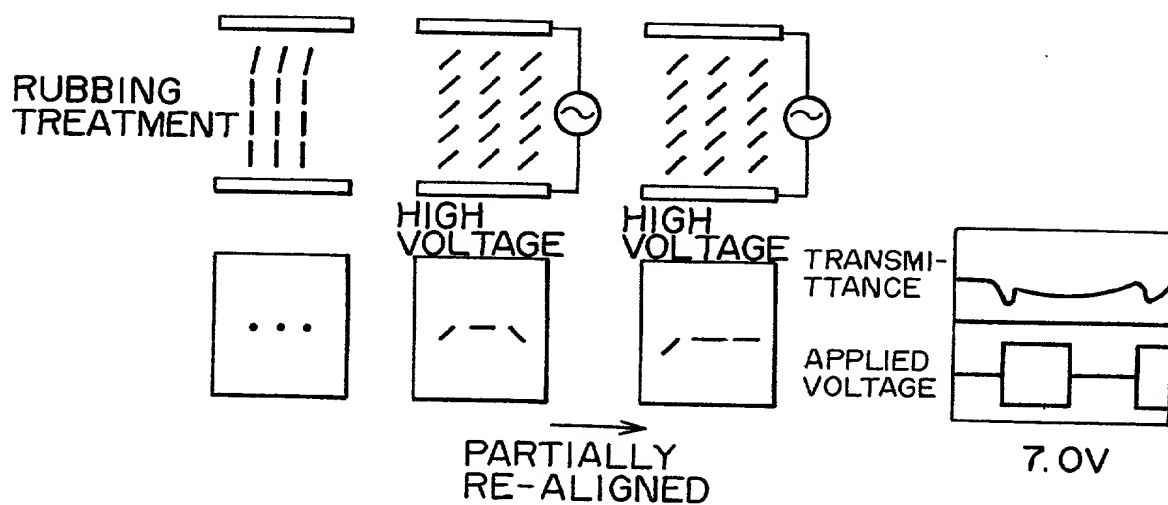 RUBBING
TREATMENT
HIGH
VOLTAGE
HIGH
VOLTAGE
TRANSMI-
TTANCE
APPLIED
VOLTAGE
7.0V
PARTIALLY
RE-ALIGNED